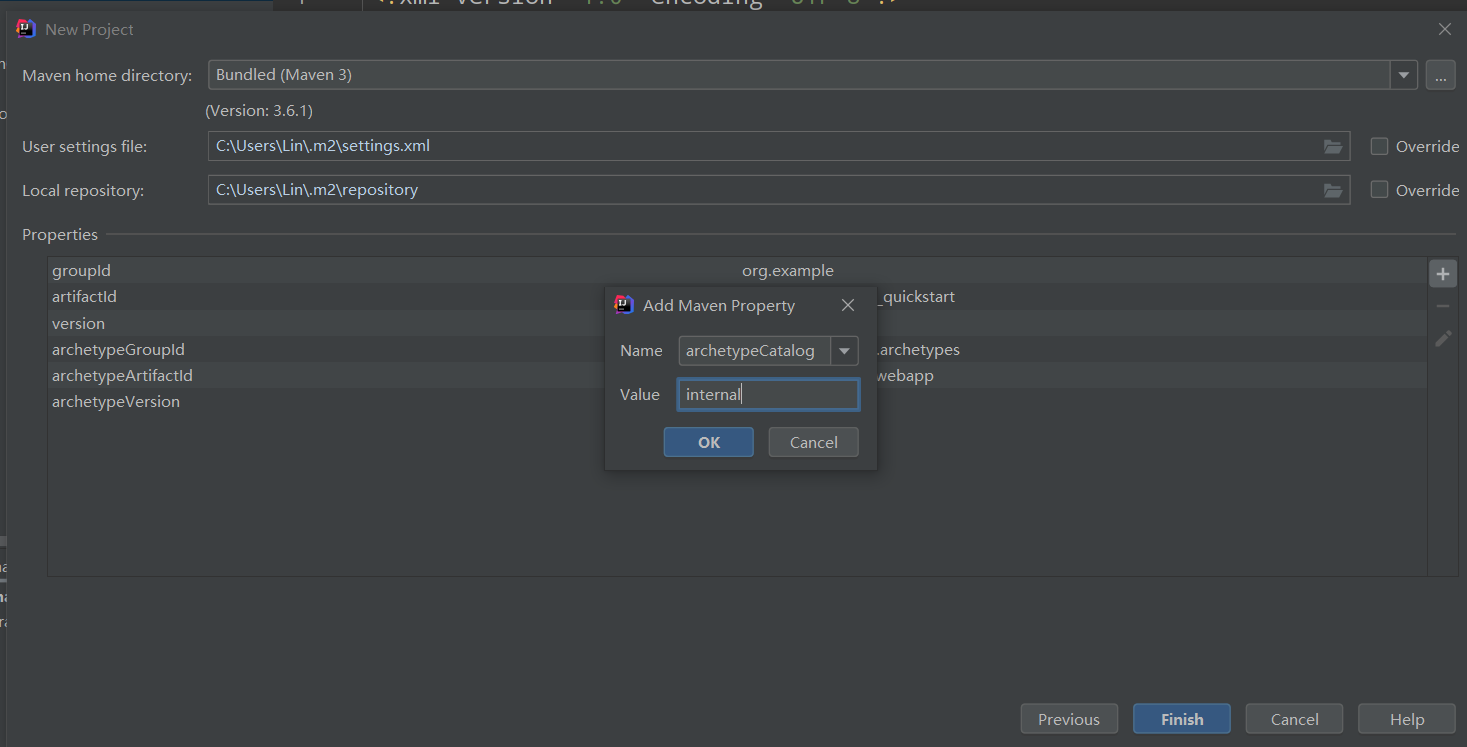 New Project
Maven home directory:
Bundled (Maven 3)
...
(Version: 3.6.1)
User settings file:
C:\Users\Lin\.m2\settings.xml
Override
Local repository:
C:\Users\Lin\.m2\repository
Override
Properties
groupId
org.example
artifactId
_quickstart
version
archetypeGroupId
.archetypes
archetypeArtifactId
webapp
archetypeVersion
Add Maven Property
Name
archetypeCatalog
Value
internal
OK
Cancel
Previous
Finish
Cancel
Help